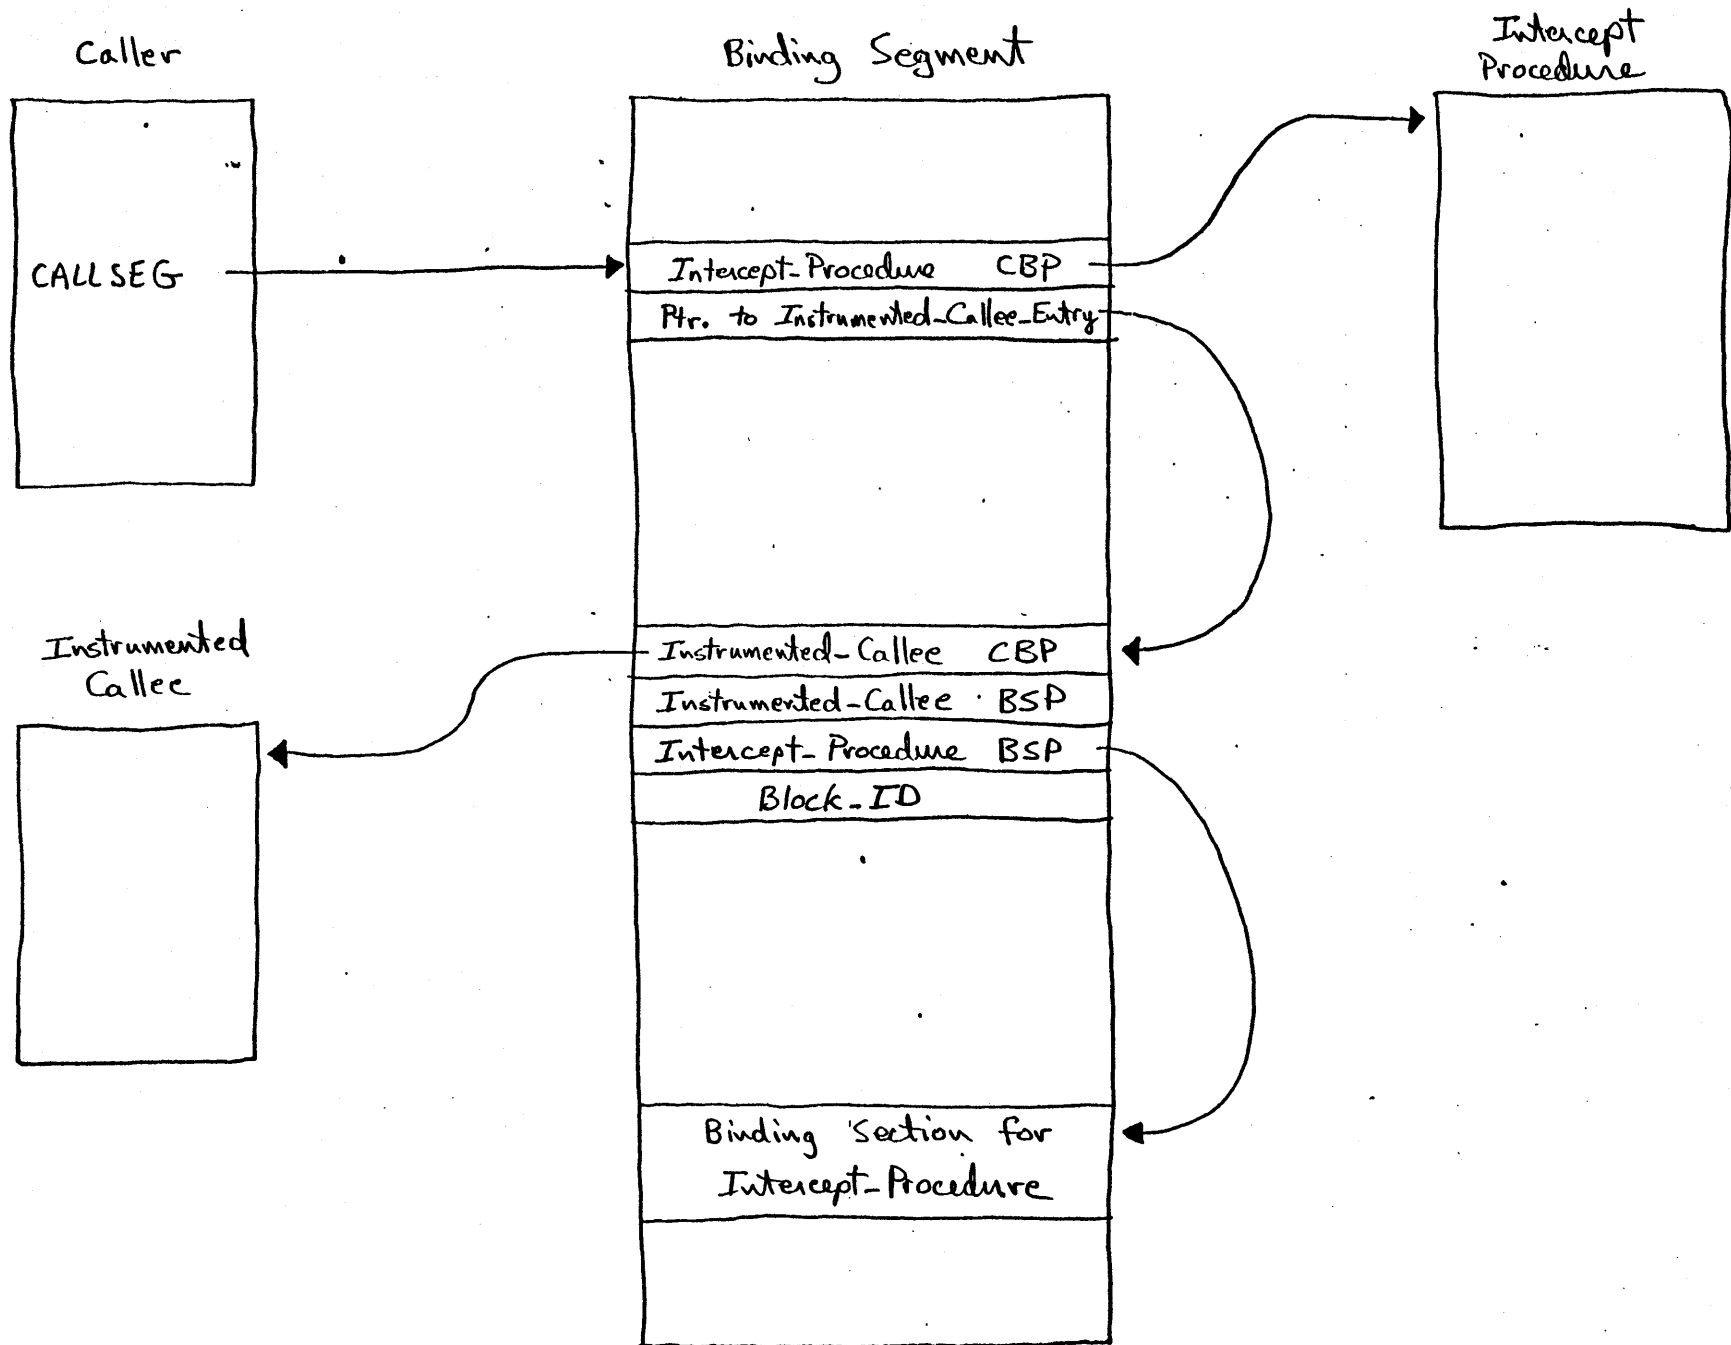 Caller
Binding Segment
Intercept
Procedure
CALLSEG
Intercept_Procedure CBP
Ptr. to Instrumented_Callee_Entry
Instrumented
Callee
Instrumented_Callee CBP
Instrumented_Callee BSP
Intercept_Procedure BSP
Block_ID
Binding Section for
Intercept_Procedure